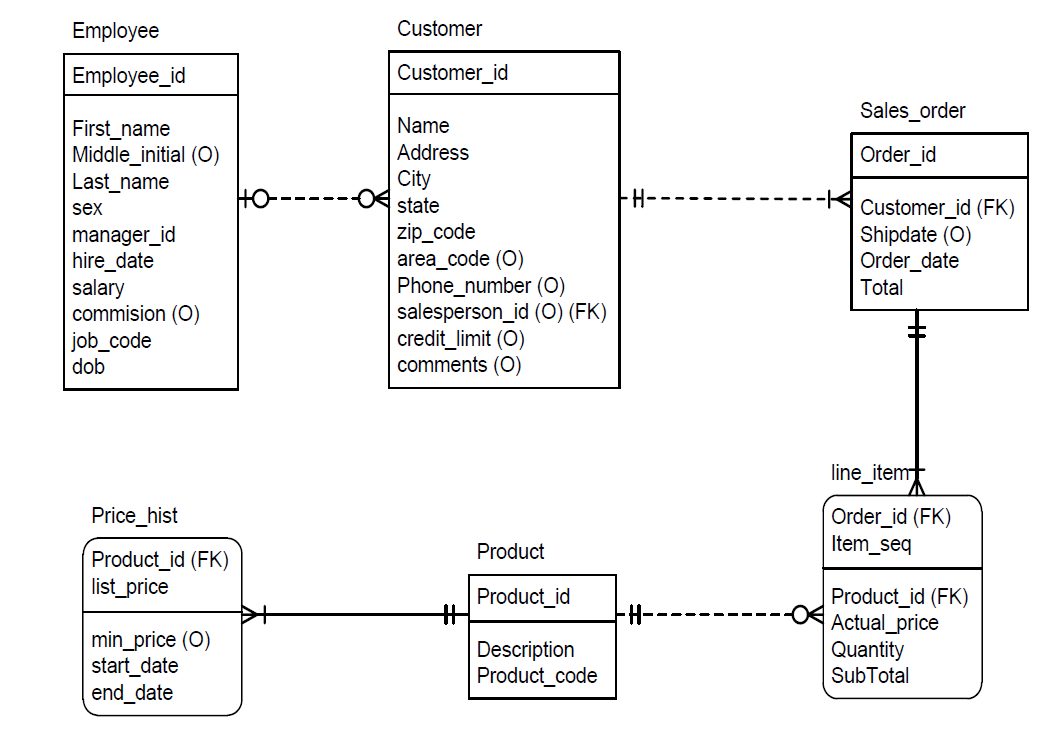 Employee
Employee_id
First_name
Middle_initial (O)
Last_name
sex
manager_id
hire_date
salary
commision (O)
job_code
dob
Customer
Customer_id
Name
Address
City
state
zip_code
area_code (O)
Phone_number (O)
salesperson_id (O) (FK)
credit_limit (O)
comments (O)
Sales_order
Order_id
Customer_id (FK)
Shipdate (O)
Order_date
Total
Price_hist
Product_id (FK)
list_price
min_price (O)
start_date
end_date
Product
Product_id
Description
Product_code
line_item
Order_id (FK)
Item_seq
Product_id (FK)
Actual_price
Quantity
SubTotal